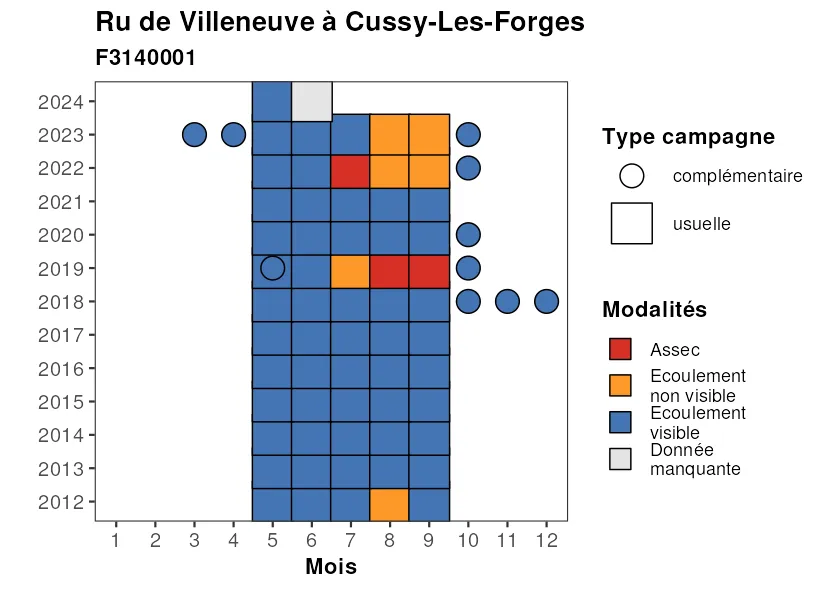 Ru de Villeneuve à Cussy-Les-Forges
F3140001
2024
2023
2022
2021
2020
2019
2018
2017
2016
2015
2014
2013
2012
1 2 3 4 5 6 7 8 9 10 11 12
Mois
Type campagne
complémentaire
usuelle
Modalités
Assec
Ecoulement
non visible
Ecoulement
visible
Donnée
manquante